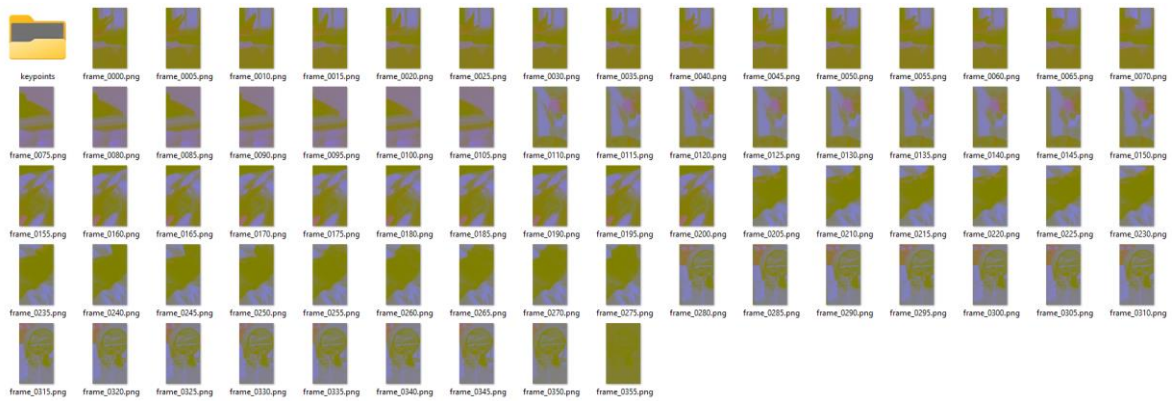 keypoints frame_0000.png frame_0005.png frame_0010.png frame_0015.png frame_0020.png frame_0025.png frame_0030.png frame_0035.png frame_0040.png frame_0045.png frame_0050.png frame_0055.png frame_0060.png frame_0065.png frame_0070.png
frame_0075.png frame_0080.png frame_0085.png frame_0090.png frame_0095.png frame_0100.png frame_0105.png frame_0110.png frame_0115.png frame_0120.png frame_0125.png frame_0130.png frame_0135.png frame_0140.png frame_0145.png frame_0150.png
frame_0155.png frame_0160.png frame_0165.png frame_0170.png frame_0175.png frame_0180.png frame_0185.png frame_0190.png frame_0195.png frame_0200.png frame_0205.png frame_0210.png frame_0215.png frame_0220.png frame_0225.png frame_0230.png
frame_0235.png frame_0240.png frame_0245.png frame_0250.png frame_0255.png frame_0260.png frame_0265.png frame_0270.png frame_0275.png frame_0280.png frame_0285.png frame_0290.png frame_0295.png frame_0300.png frame_0305.png frame_0310.png
frame_0315.png frame_0320.png frame_0325.png frame_0330.png frame_0335.png frame_0340.png frame_0345.png frame_0350.png frame_0355.png